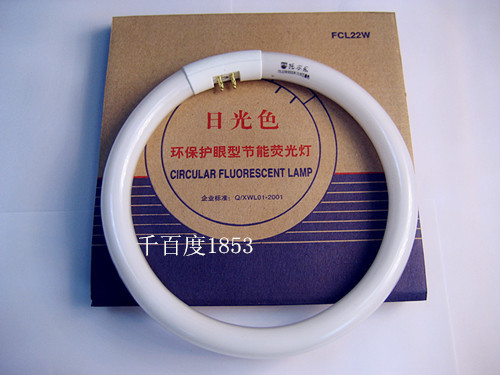 FCL22W
日光色
环保护眼型节能荧光灯
CIRCULAR FLUORESCENT LAMP
企业标准: Q/XWL01-2001
千百度1853